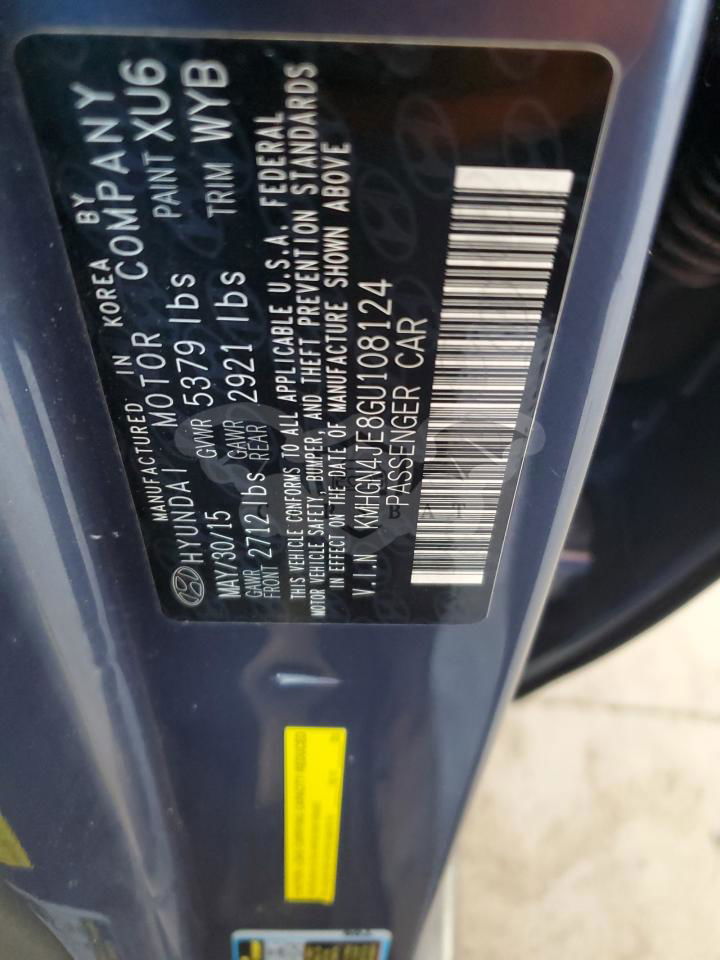 MANUFACTURED IN KOREA BY
HYUNDAI MOTOR COMPANY
MAY/30/15 GVWR 5379 lbs PAINT XU6
GAWR FRONT 2712 lbs GAWR REAR 2921 lbs TRIM WYB
THIS VEHICLE CONFORMS TO ALL APPLICABLE U.S.A. FEDERAL
MOTOR VEHICLE SAFETY, BUMPER, AND THEFT PREVENTION STANDARDS
IN EFFECT ON THE DATE OF MANUFACTURE SHOWN ABOVE
V.I.N KMHGN4JE8GU108124
PASSENGER CAR
CAPACITY REDUCED